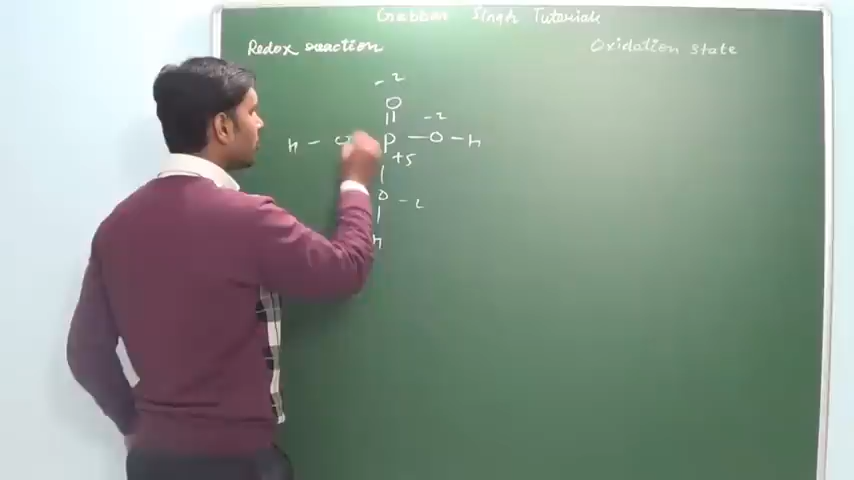 Gabbar Singh Tutorials
Redox reaction
Oxidation state
- 2
O
||
- 2
H - O P - O - H
+5
|
O - 2
|
H